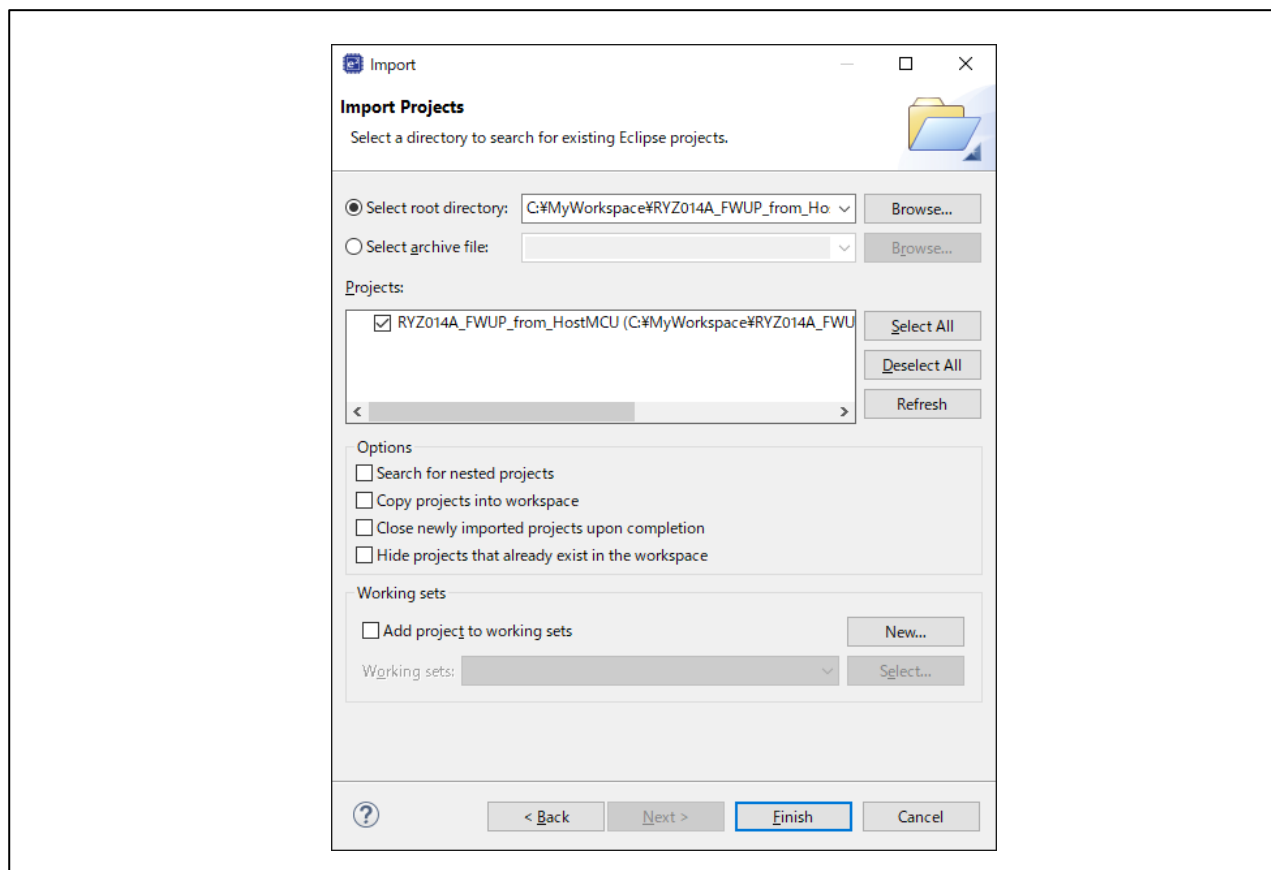 Import
Import Projects
Select a directory to search for existing Eclipse projects.
Select root directory: C:¥MyWorkspace¥RYZ014A_FWUP_from_Ho Browse...
Select archive file: Browse...
Projects:
RYZ014A_FWUP_from_HostMCU (C:¥MyWorkspace¥RYZ014A_FWU Select All
Deselect All
Refresh
Options
Search for nested projects
Copy projects into workspace
Close newly imported projects upon completion
Hide projects that already exist in the workspace
Working sets
Add project to working sets New...
Working sets: Select...
? < Back Next > Finish Cancel